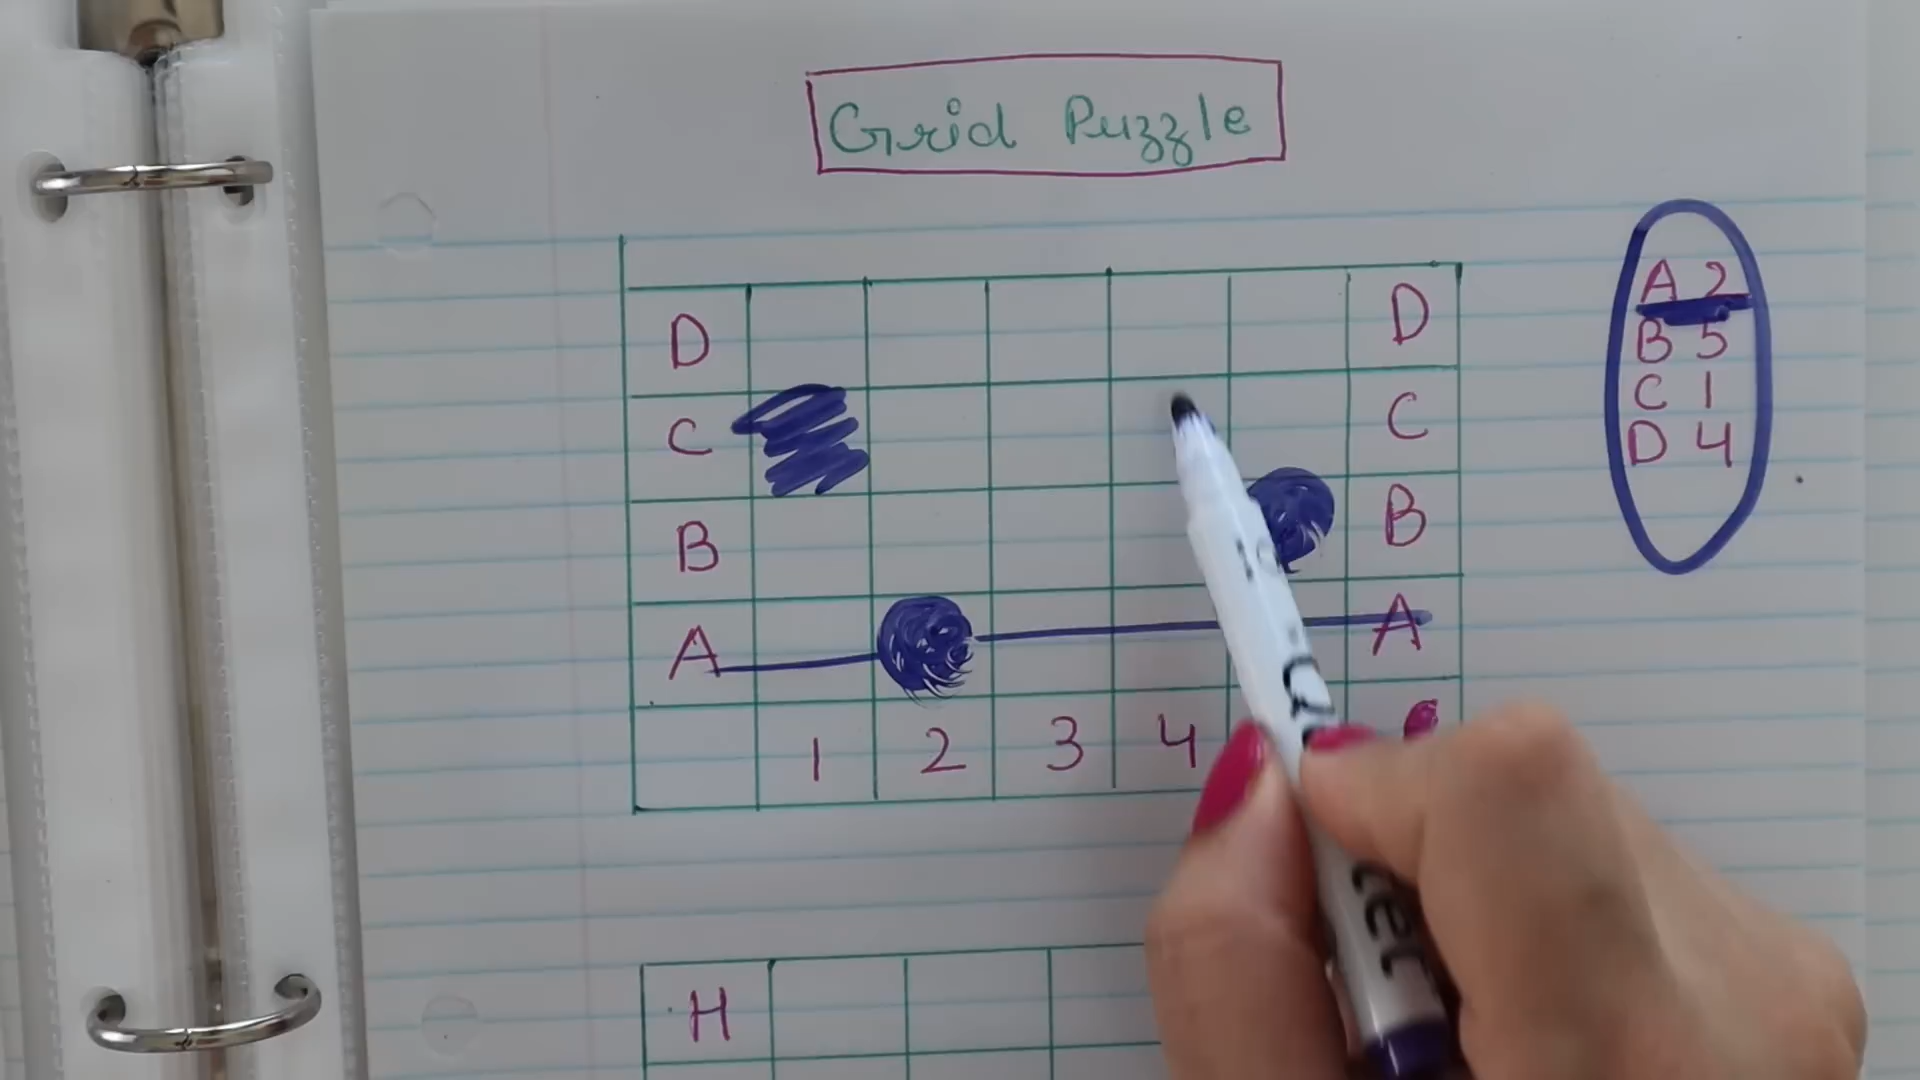 Grid Puzzle
A 2
B 5
C 1
D 4
D D
C C
B B
A A
1 2 3 4
H